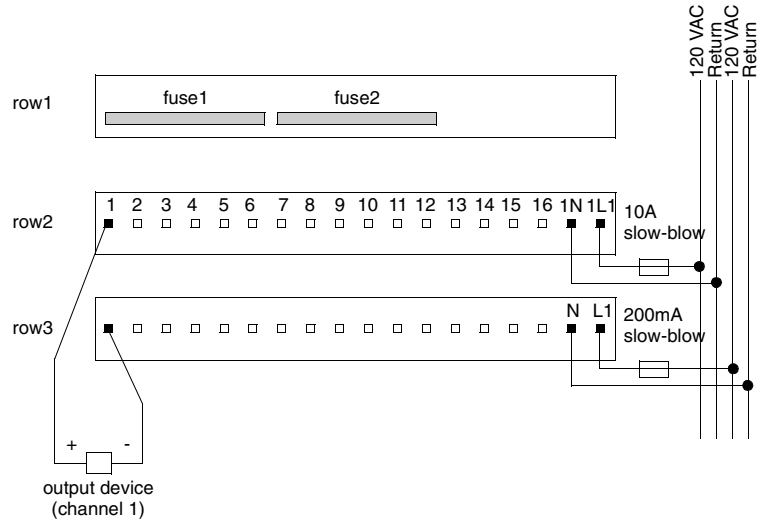 120 VAC
Return
120 VAC
Return
row1
fuse1 fuse2
row2
1 2 3 4 5 6 7 8 9 10 11 12 13 14 15 16 1N 1L1
10A
slow-blow
row3
N L1
200mA
slow-blow
+ -
output device
(channel 1)